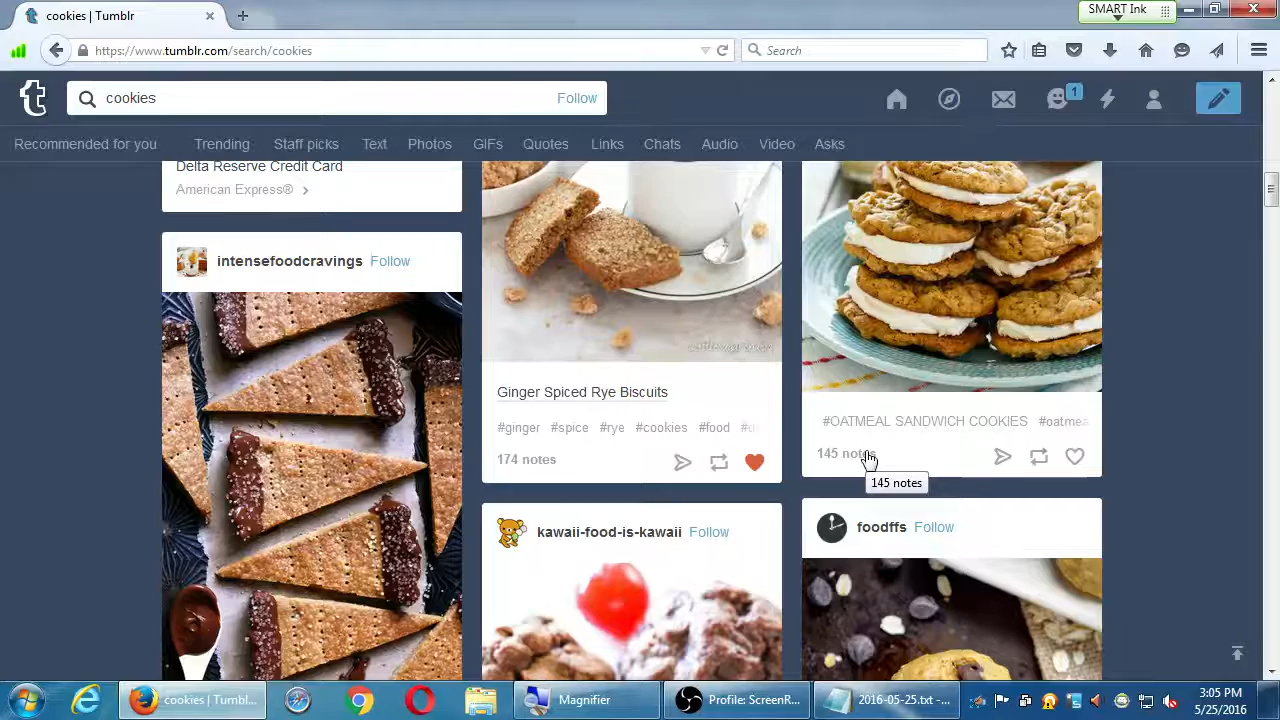 cookies | Tumblr
SMART Ink
https://www.tumblr.com/search/cookies
Search
cookies
Follow
1
Recommended for you
Trending
Staff picks
Text
Photos
GIFs
Quotes
Links
Chats
Audio
Video
Asks
Delta Reserve Credit Card
American Express®
intensefoodcravings
Follow
Ginger Spiced Rye Biscuits
#ginger #spice #rye #cookies #food
174 notes
kawaii-food-is-kawaii
Follow
#OATMEAL SANDWICH COOKIES #oatmea
145 notes
145 notes
foodffs
Follow
cookies | Tumbl...
Magnifier
Profile: ScreenR...
2016-05-25.txt -...
3:05 PM
5/25/2016